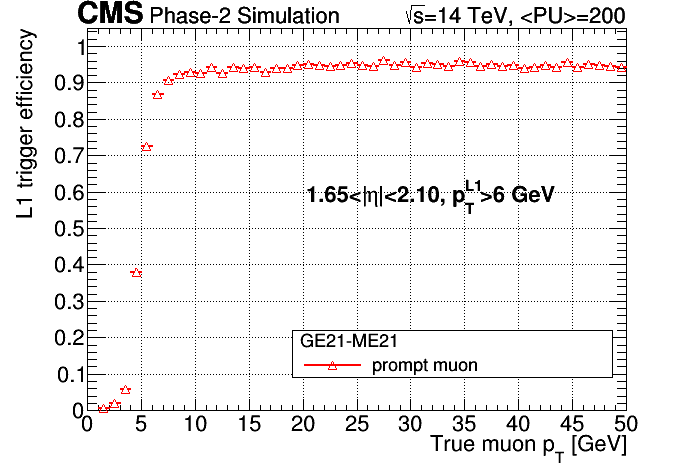 CMS Phase-2 Simulation √s=14 TeV, <PU>=200
L1 trigger efficiency
1
0.9
0.8
0.7
0.6
0.5
0.4
0.3
0.2
0.1
0
1.65<|η|<2.10, p_T^L1>6 GeV
GE21-ME21
prompt muon
0 5 10 15 20 25 30 35 40 45 50
True muon p_T [GeV]